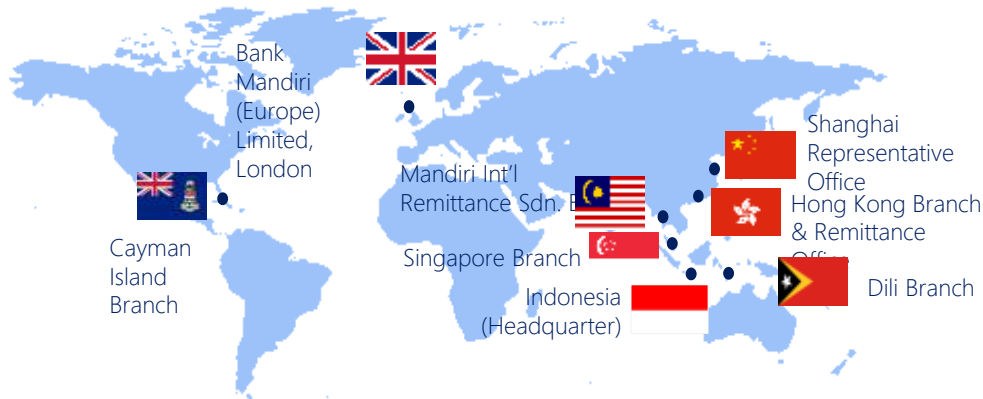 Bank
Mandiri
(Europe)
Limited,
London
Cayman
Island
Branch
Mandiri Int'l
Remittance Sdn.
Singapore Branch
Indonesia
(Headquarter)
Shanghai
Representative
Office
Hong Kong Branch
& Remittance
Office
Dili Branch